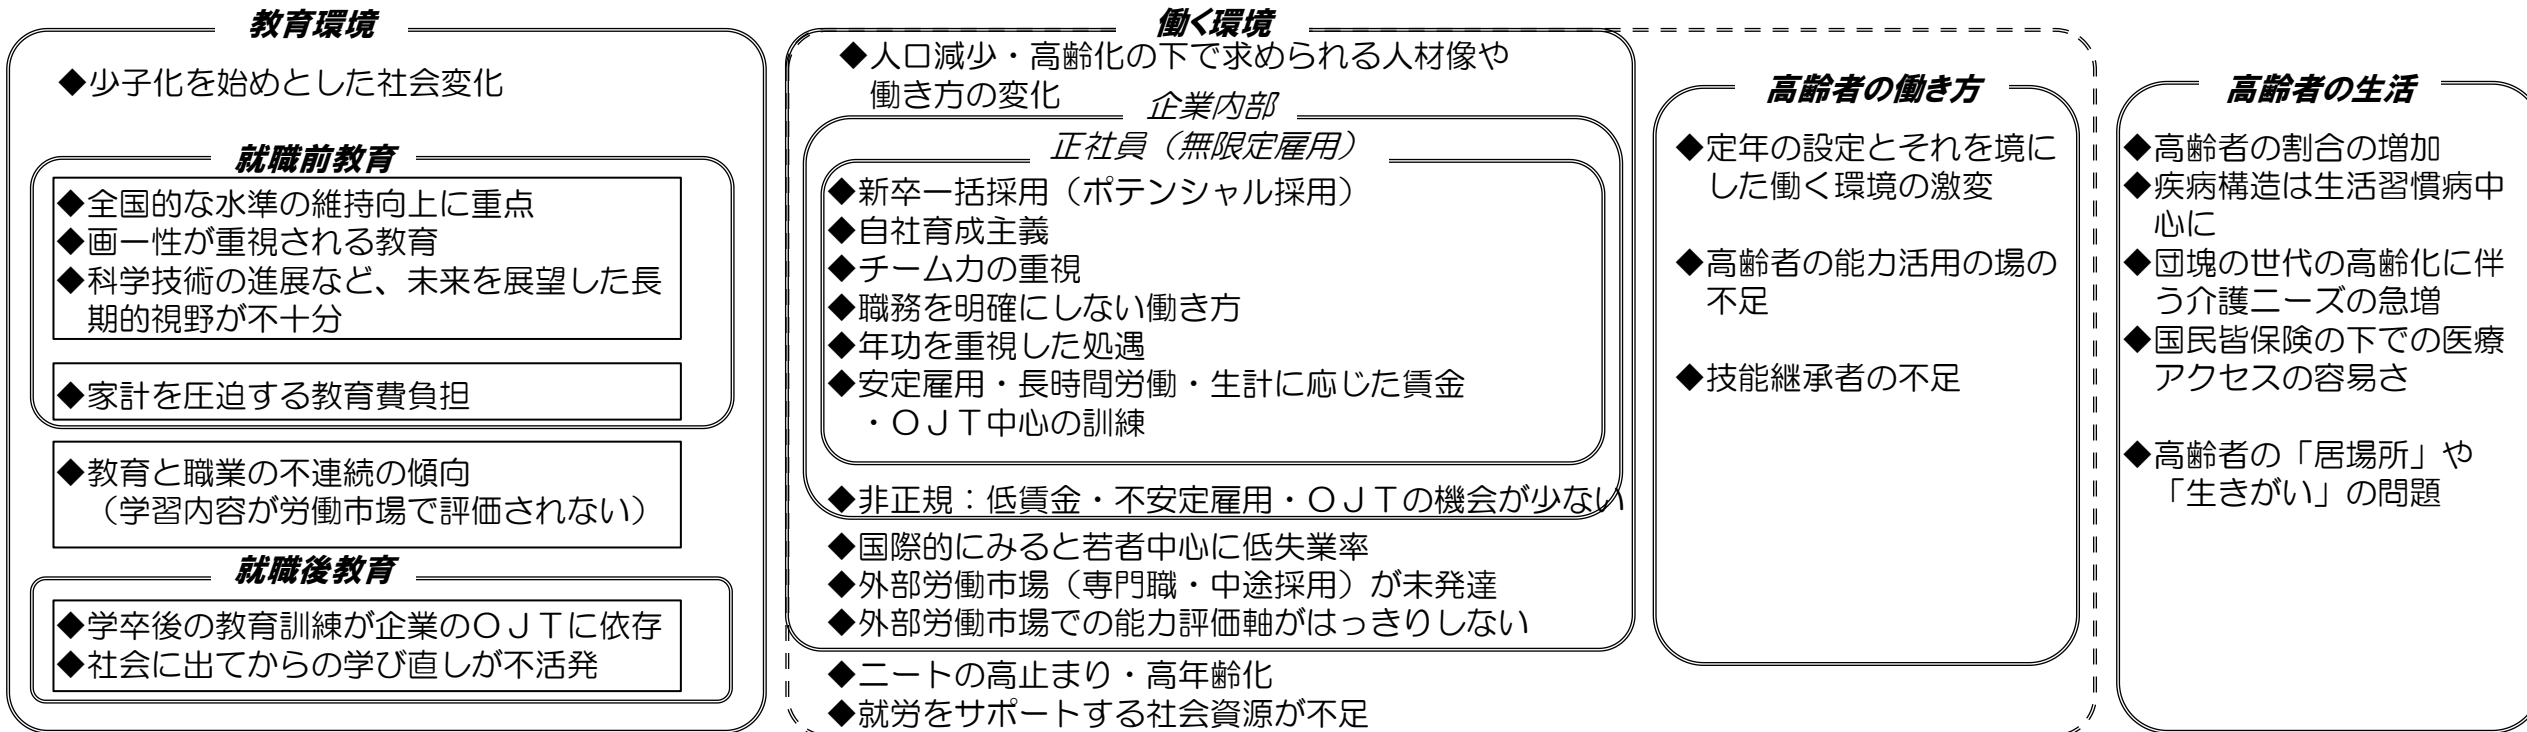 教育環境
◆少子化を始めとした社会変化
就職前教育
◆全国的な水準の維持向上に重点
◆画一性が重視される教育
◆科学技術の進展など、未来を展望した長
期的視野が不十分
◆家計を圧迫する教育費負担
◆教育と職業の不連続の傾向
（学習内容が労働市場で評価されない）
就職後教育
◆学卒後の教育訓練が企業のＯＪＴに依存
◆社会に出てからの学び直しが不活発
働く環境
◆人口減少・高齢化の下で求められる人材像や
働き方の変化
企業内部
正社員（無限定雇用）
◆新卒一括採用（ポテンシャル採用）
◆自社育成主義
◆チーム力の重視
◆職務を明確にしない働き方
◆年功を重視した処遇
◆安定雇用・長時間労働・生計に応じた賃金
・ＯＪＴ中心の訓練
◆非正規：低賃金・不安定雇用・ＯＪＴの機会が少ない
◆国際的にみると若者中心に低失業率
◆外部労働市場（専門職・中途採用）が未発達
◆外部労働市場での能力評価軸がはっきりしない
◆ニートの高止まり・高年齢化
◆就労をサポートする社会資源が不足
高齢者の働き方
◆定年の設定とそれを境に
した働く環境の激変
◆高齢者の能力活用の場の
不足
◆技能継承者の不足
高齢者の生活
◆高齢者の割合の増加
◆疾病構造は生活習慣病中
心に
◆団塊の世代の高齢化に伴
う介護ニーズの急増
◆国民皆保険の下での医療
アクセスの容易さ
◆高齢者の「居場所」や
「生きがい」の問題